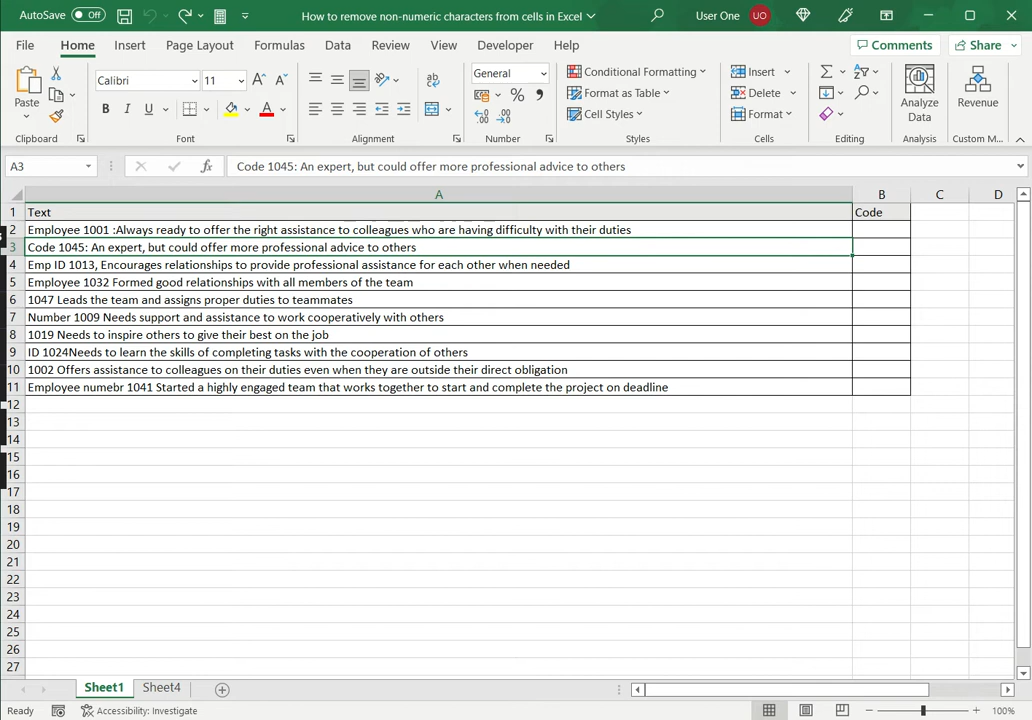 AutoSave Off How to remove non-numeric characters from cells in Excel User One UO
File Home Insert Page Layout Formulas Data Review View Developer Help Comments Share
Paste Calibri 11 A A General Conditional Formatting Insert Analyze Data Revenue
B I U A % Format as Table Delete
Cell Styles Format
Clipboard Font Alignment Number Styles Cells Editing Analysis Custom M...
A3 fx Code 1045: An expert, but could offer more professional advice to others
A B C D
1 Text Code
2 Employee 1001 :Always ready to offer the right assistance to colleagues who are having difficulty with their duties
3 Code 1045: An expert, but could offer more professional advice to others
4 Emp ID 1013, Encourages relationships to provide professional assistance for each other when needed
5 Employee 1032 Formed good relationships with all members of the team
6 1047 Leads the team and assigns proper duties to teammates
7 Number 1009 Needs support and assistance to work cooperatively with others
8 1019 Needs to inspire others to give their best on the job
9 ID 1024Needs to learn the skills of completing tasks with the cooperation of others
10 1002 Offers assistance to colleagues on their duties even when they are outside their direct obligation
11 Employee numebr 1041 Started a highly engaged team that works together to start and complete the project on deadline
12
13
14
15
16
17
18
19
20
21
22
23
24
25
26
27
Sheet1 Sheet4
Ready Accessibility: Investigate 100%